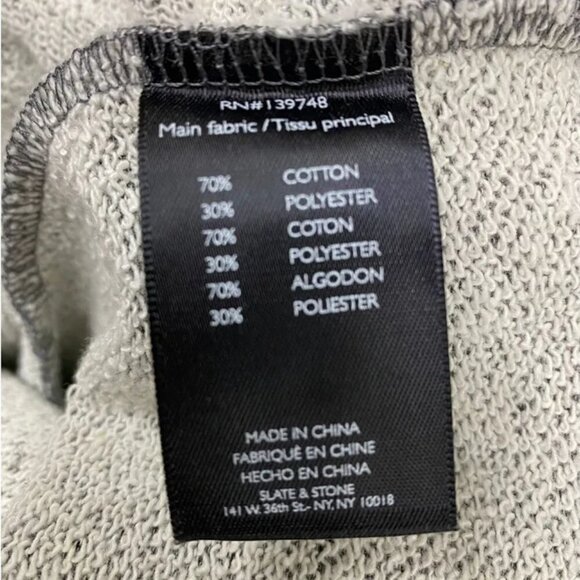 RN#139748
Main fabric / Tissu principal
70% COTTON
30% POLYESTER
70% COTON
30% POLYESTER
70% ALGODON
30% POLIESTER
MADE IN CHINA
FABRIQUÉ EN CHINE
HECHO EN CHINA
SLATE & STONE
141 W. 36th St.- NY, NY 10018